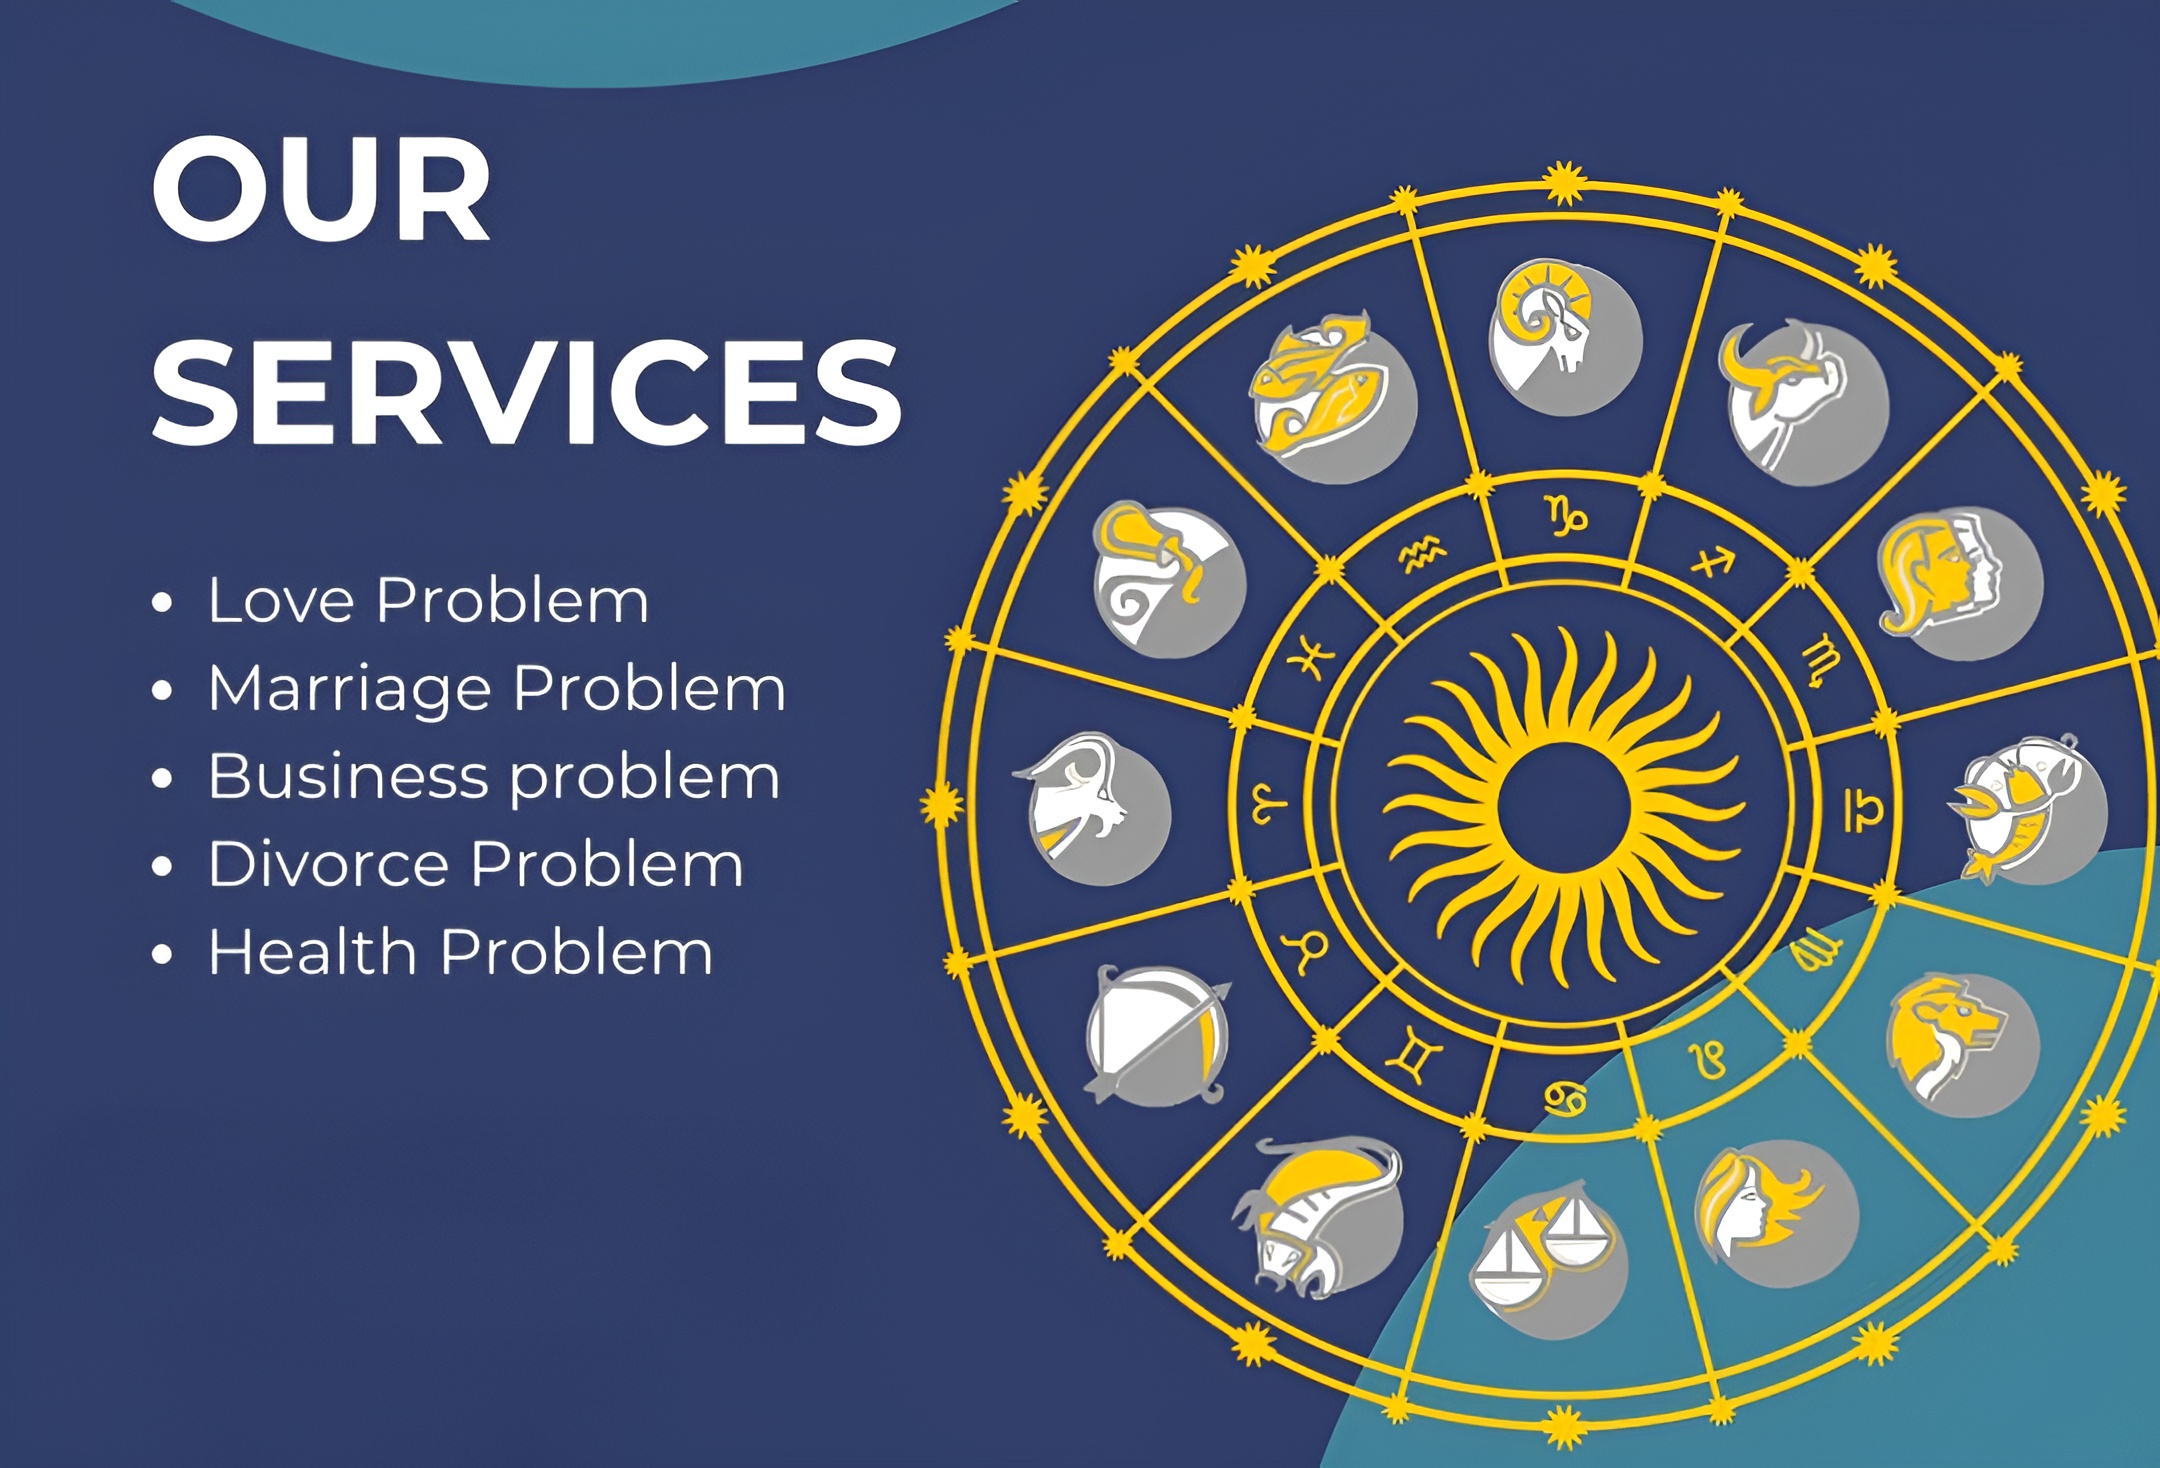 OUR
SERVICES
• Love Problem
• Marriage Problem
• Business problem
• Divorce Problem
• Health Problem